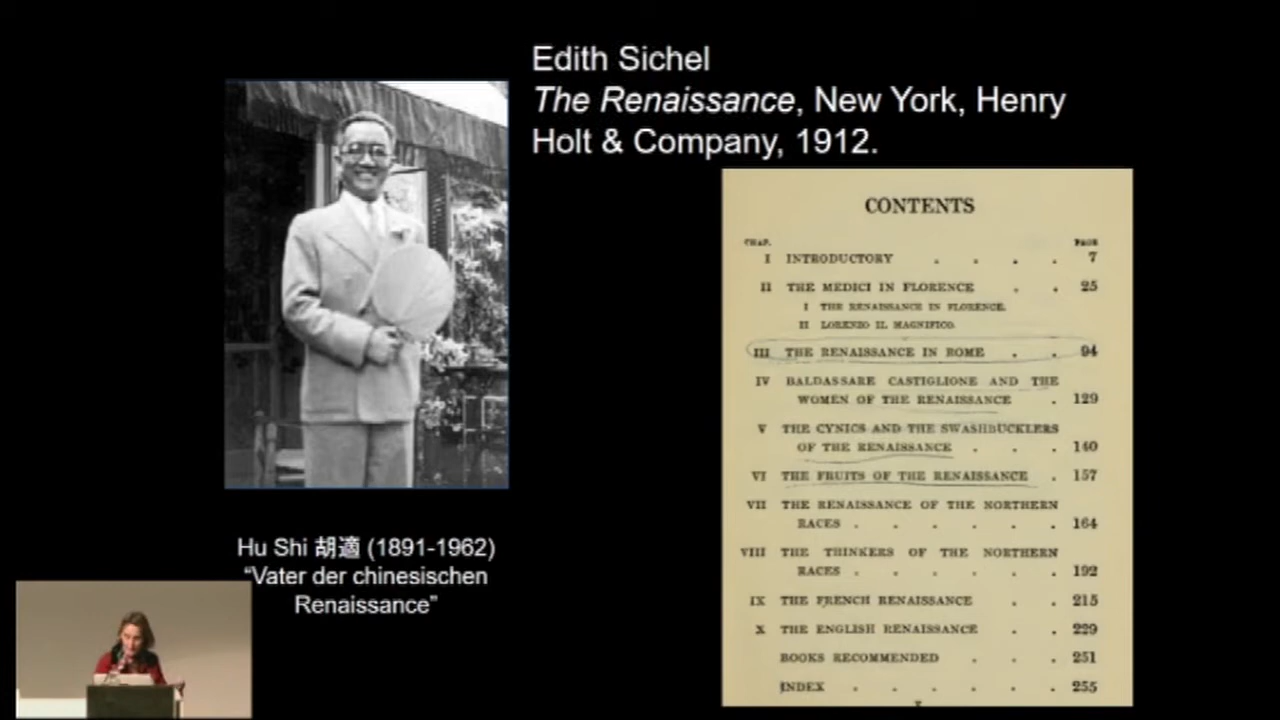 Edith Sichel
The Renaissance, New York, Henry
Holt & Company, 1912.
CONTENTS
CHAP. PAGE
I INTRODUCTORY . . . . 7
II THE MEDICI IN FLORENCE . . 25
I THE RENAISSANCE IN FLORENCE.
II LORENZO IL MAGNIFICO.
III THE RENAISSANCE IN ROME . . 94
IV BALDASSARE CASTIGLIONE AND THE
WOMEN OF THE RENAISSANCE . 129
V THE CYNICS AND THE SWASHBUCKLERS
OF THE RENAISSANCE . . . 140
VI THE FRUITS OF THE RENAISSANCE . 157
VII THE RENAISSANCE OF THE NORTHERN
RACES . . . . . . 164
VIII THE THINKERS OF THE NORTHERN
RACES . . . . . . 192
IX THE FRENCH RENAISSANCE . . 215
X THE ENGLISH RENAISSANCE . . 229
BOOKS RECOMMENDED . . . 251
INDEX . . . . . . 255
Hu Shi 胡適 (1891-1962)
“Vater der chinesischen
Renaissance”